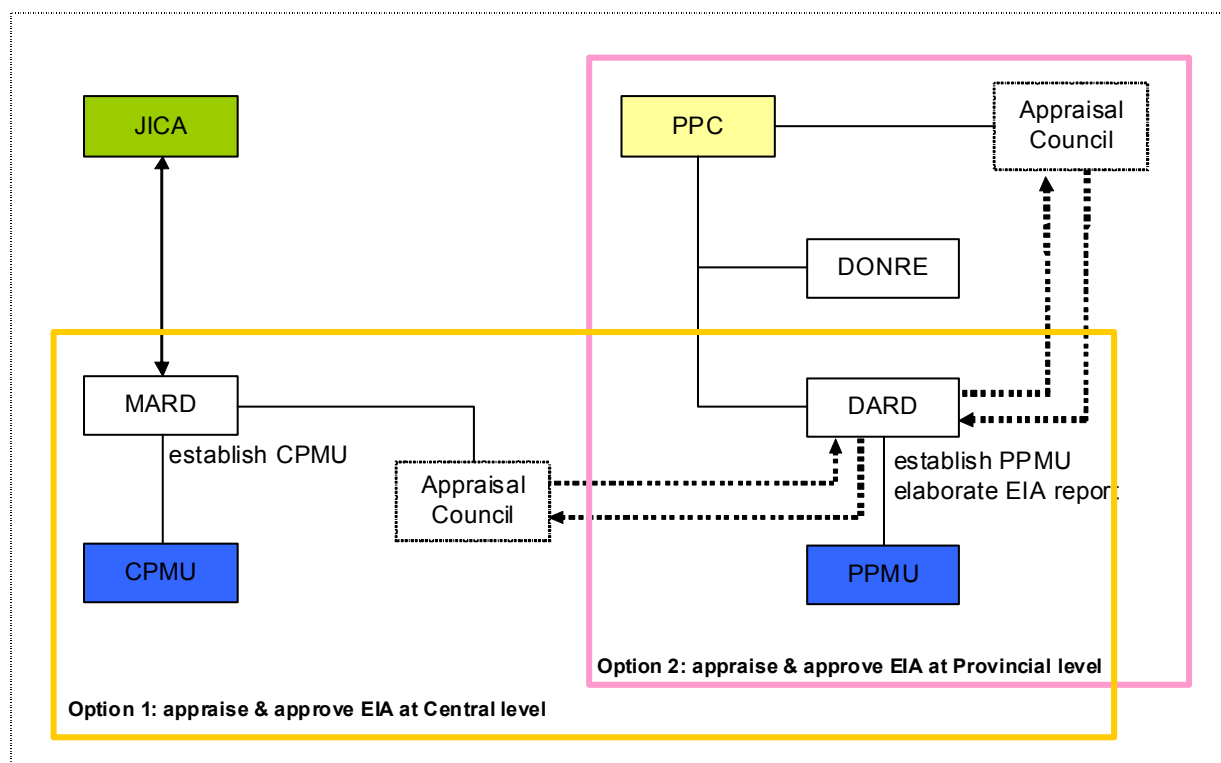 JICA
PPC
Appraisal
Council
DONRE
MARD
DARD
establish CPMU
establish PPMU
elaborate EIA report
Appraisal
Council
CPMU
PPMU
Option 2: appraise & approve EIA at Provincial level
Option 1: appraise & approve EIA at Central level